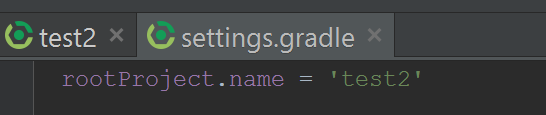 test2 settings.gradle
rootProject.name = 'test2'